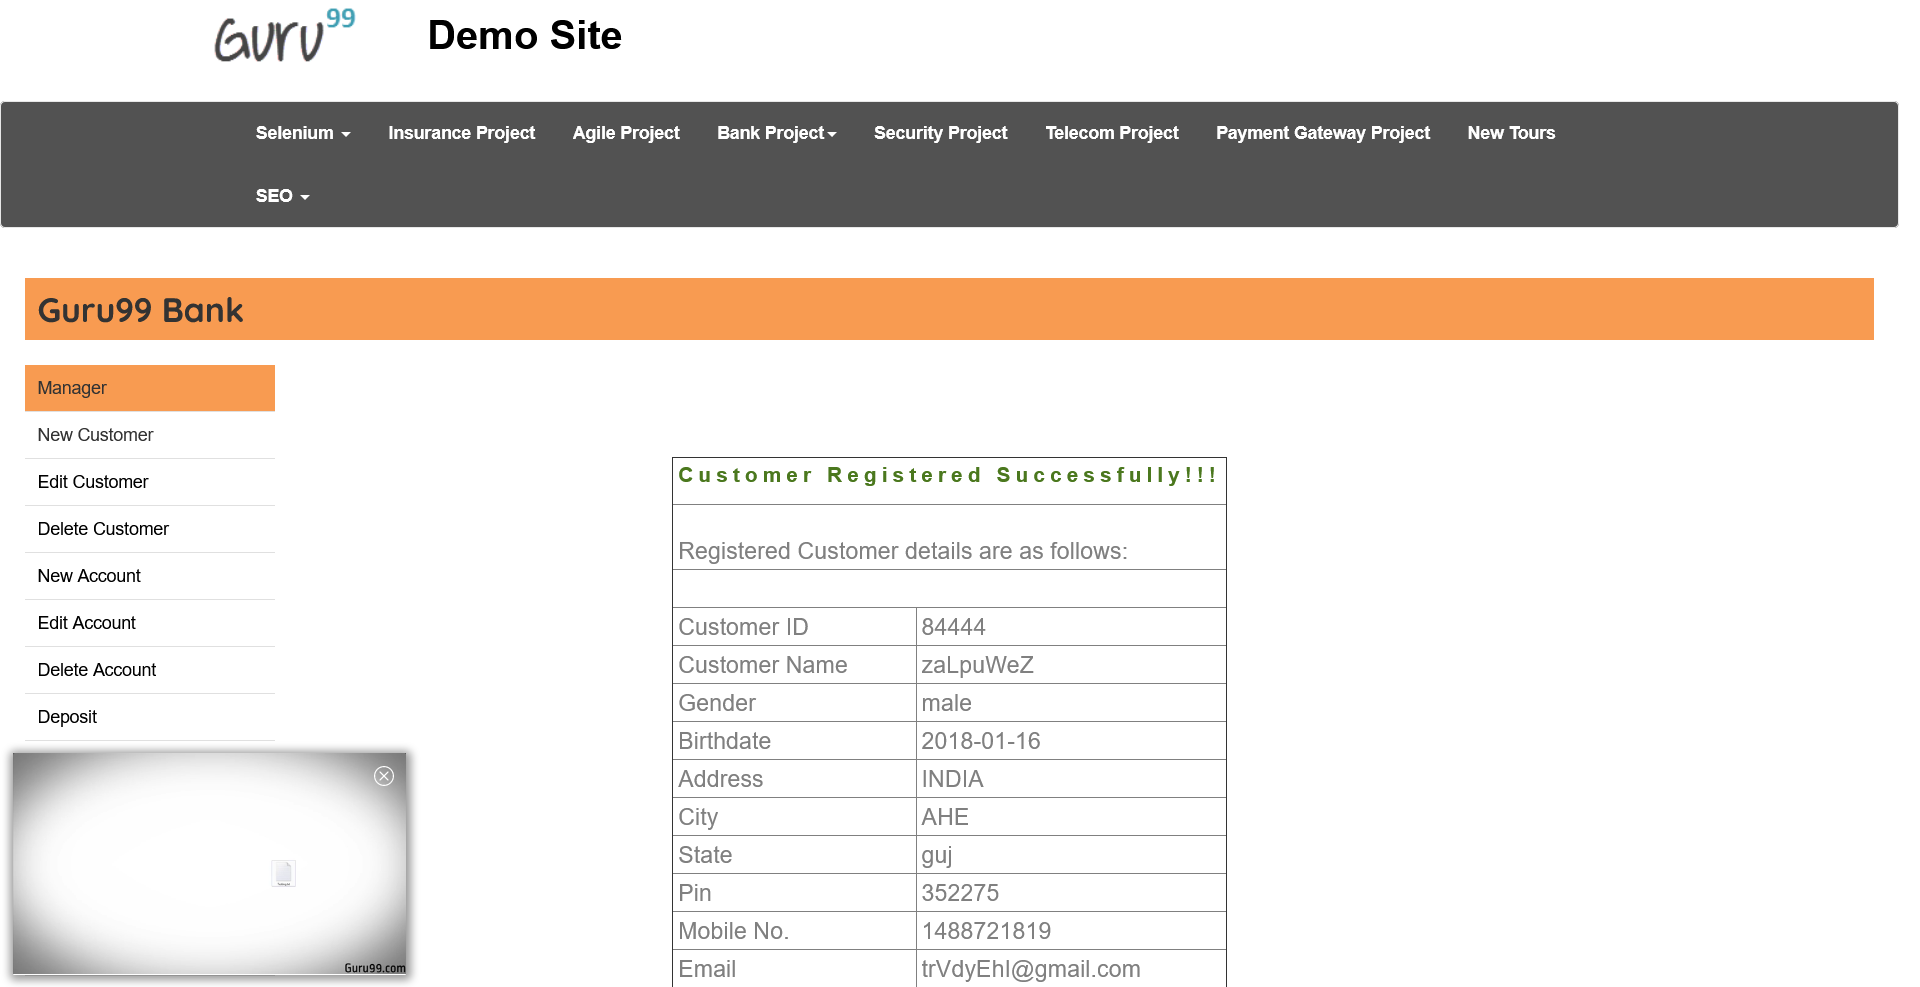 Guru99
Demo Site
Selenium
Insurance Project
Agile Project
Bank Project
Security Project
Telecom Project
Payment Gateway Project
New Tours
SEO
Guru99 Bank
Manager
New Customer
Edit Customer
Delete Customer
New Account
Edit Account
Delete Account
Deposit
Guru99.com
Customer Registered Successfully!!!
Registered Customer details are as follows:
Customer ID 84444
Customer Name zaLpuWeZ
Gender male
Birthdate 2018-01-16
Address INDIA
City AHE
State guj
Pin 352275
Mobile No. 1488721819
Email trVdyEhl@gmail.com